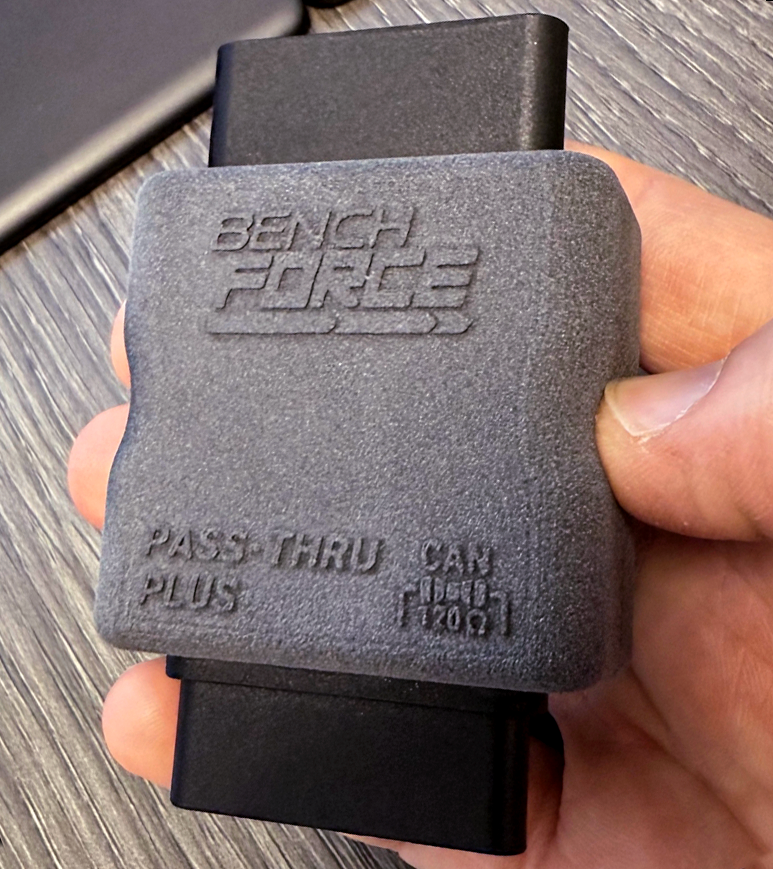 BENCH
FORCE
PASS-THRU
PLUS
CAN
120Ω